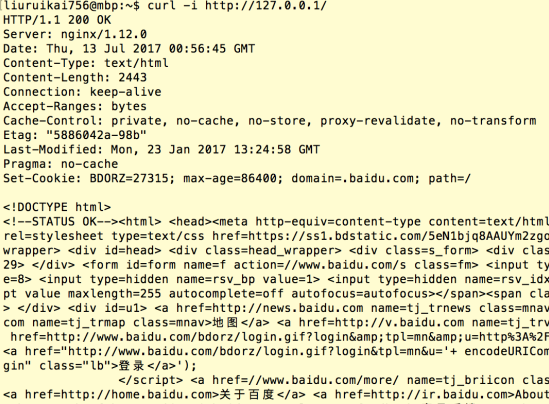 liuruikai756 @mbp:~$ curl -i http://127.0.0.1/
HTTP/1.1 200 OK
Server: nginx/1.12.0
Date: Thu, 13 Jul 2017 00:56:45 GMT
Content-Type: text/html
Content-Length: 2443
Connection: keep-alive
Accept-Ranges: bytes
Cache-Control: private, no-cache, no-store, proxy-revalidate, no-transform
Etag: "5886042a-98b"
Last-Modified: Mon, 23 Jan 2017 13:24:58 GMT
Pragma: no-cache
Set-Cookie: BDORZ=27315; max-age=86400; domain=.baidu.com; path=/
<!DOCTYPE html>
<!--STATUS OK--><html> <head><meta http-equiv=content-type content=text/html
rel=stylesheet type=text/css href=https://ss1.bdstatic.com/5eN1bjq8AAUYm2zgo
wrapper> <div id=head> <div class=head_wrapper> <div class=s_form> <div clas
29> </div> <form id=form name=f action=//www.baidu.com/s class=fm> <input ty
e=8> <input type=hidden name=rsv_bp value=1> <input type=hidden name=rsv_idx
pt value maxlength=255 autocomplete=off autofocus=autofocus></span><span cla
> </div> <div id=u1> <a href=http://news.baidu.com name=tj_trnews class=mnav
com name=tj_trmap class=mnav>地图</a> <a href=http://v.baidu.com name=tj_trv
href=http://www.baidu.com/bdorz/login.gif?login&amp;tpl=mn&amp;u=http%3A%2F
<a href="http://www.baidu.com/bdorz/login.gif?login&tpl=mn&u='+ encodeURICom
gin" class="lb">登录</a>');
</script> <a href=//www.baidu.com/more/ name=tj_briicon clas
<a href=http://home.baidu.com>关于百度</a> <a href=http://ir.baidu.com>About